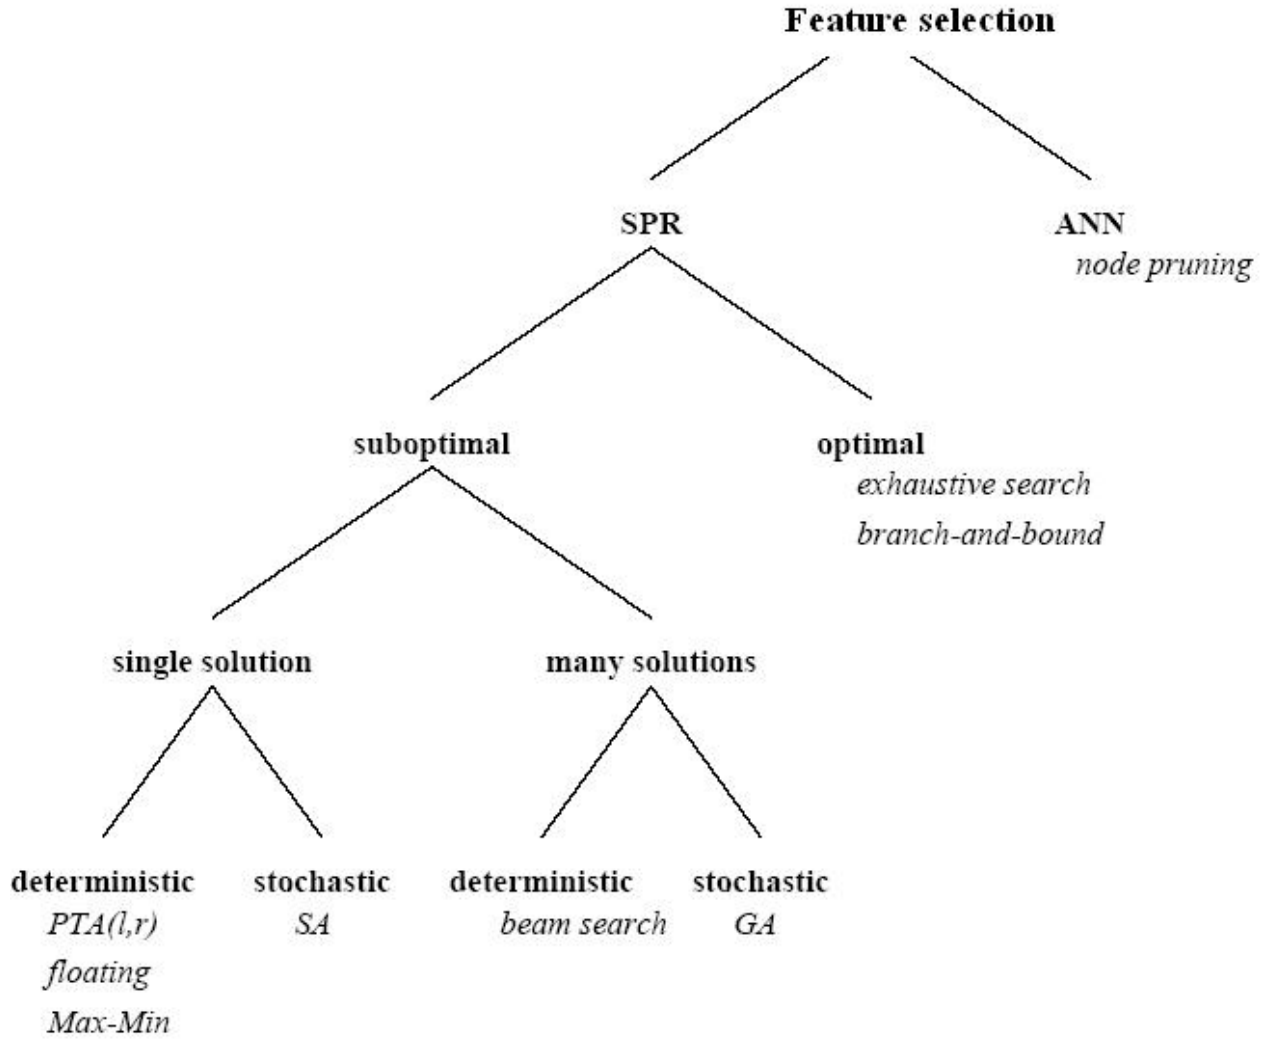 Feature selection
SPR
ANN
node pruning
suboptimal
optimal
exhaustive search
branch-and-bound
single solution
many solutions
deterministic
PTA(l,r)
floating
Max-Min
stochastic
SA
deterministic
beam search
stochastic
GA